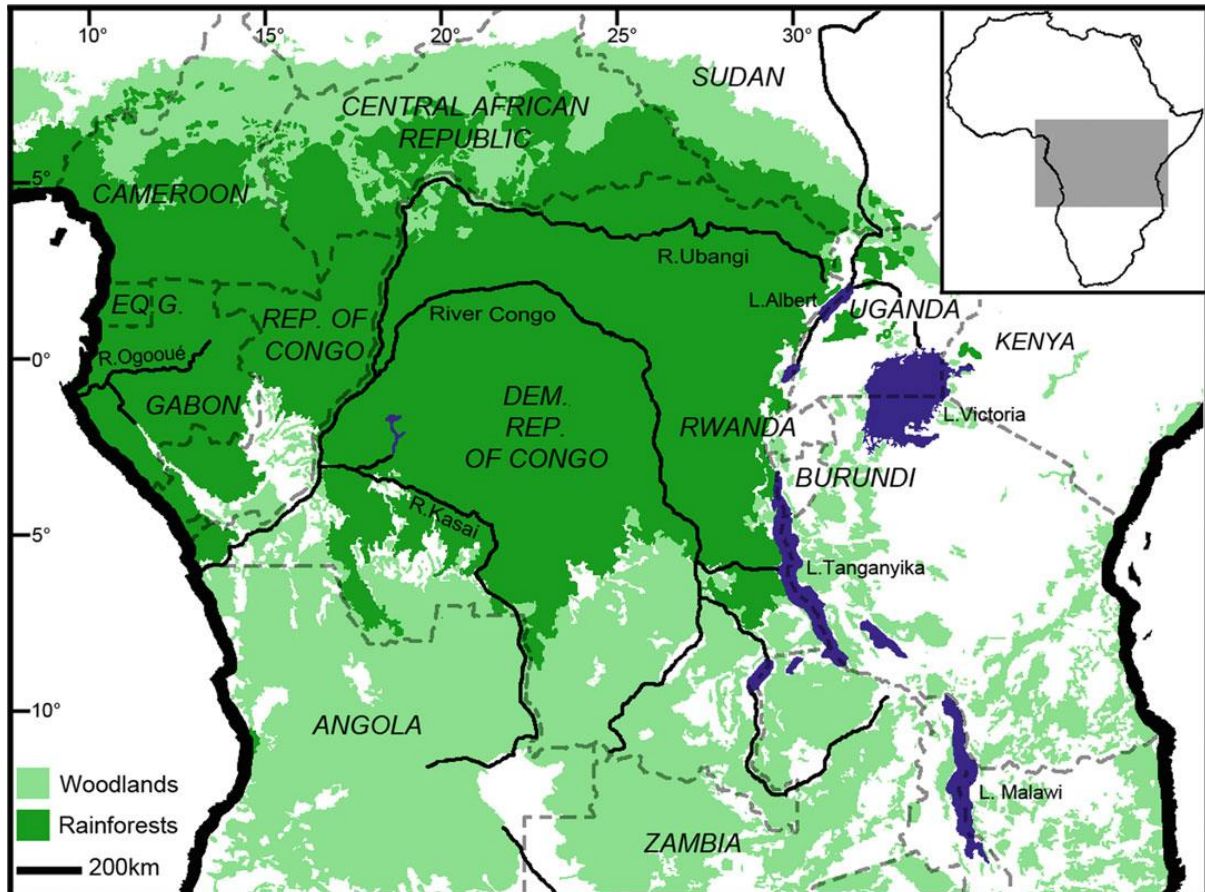 10°
15°
20°
25°
30°
SUDAN
CENTRAL AFRICAN
REPUBLIC
5°
CAMEROON
R.Ubangi
L.Albert
UGANDA
EQ G.
REP. OF
CONGO
River Congo
KENYA
0°
R.Ogooué
GABON
DEM.
REP.
OF CONGO
RWANDA
L.Victoria
BURUNDI
R.Kasai
5°
L.Tanganyika
10°
ANGOLA
Woodlands
L. Malawi
Rainforests
ZAMBIA
200km